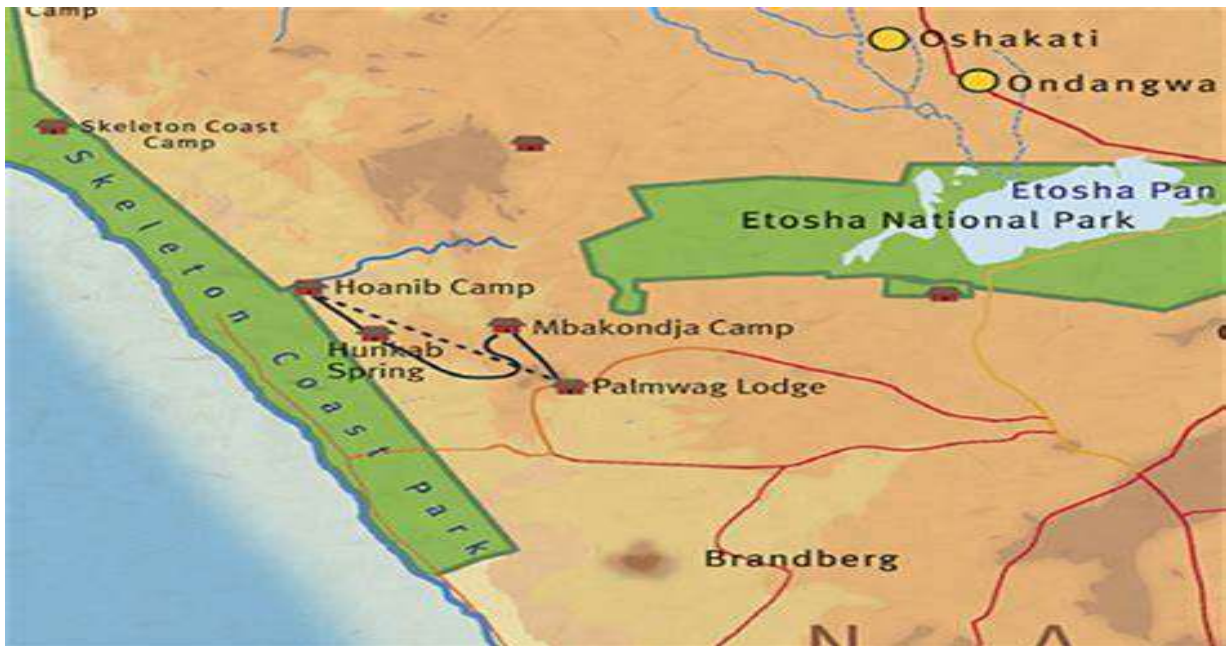 Camp
Oshakati
Ondangwa
Skeleton Coast
Camp
Etosha Pan
Etosha National Park
Skeleton Coast Park
Hoanib Camp
Mbakondja Camp
Hunkab
Spring
Palmwag Lodge
Brandberg
N A